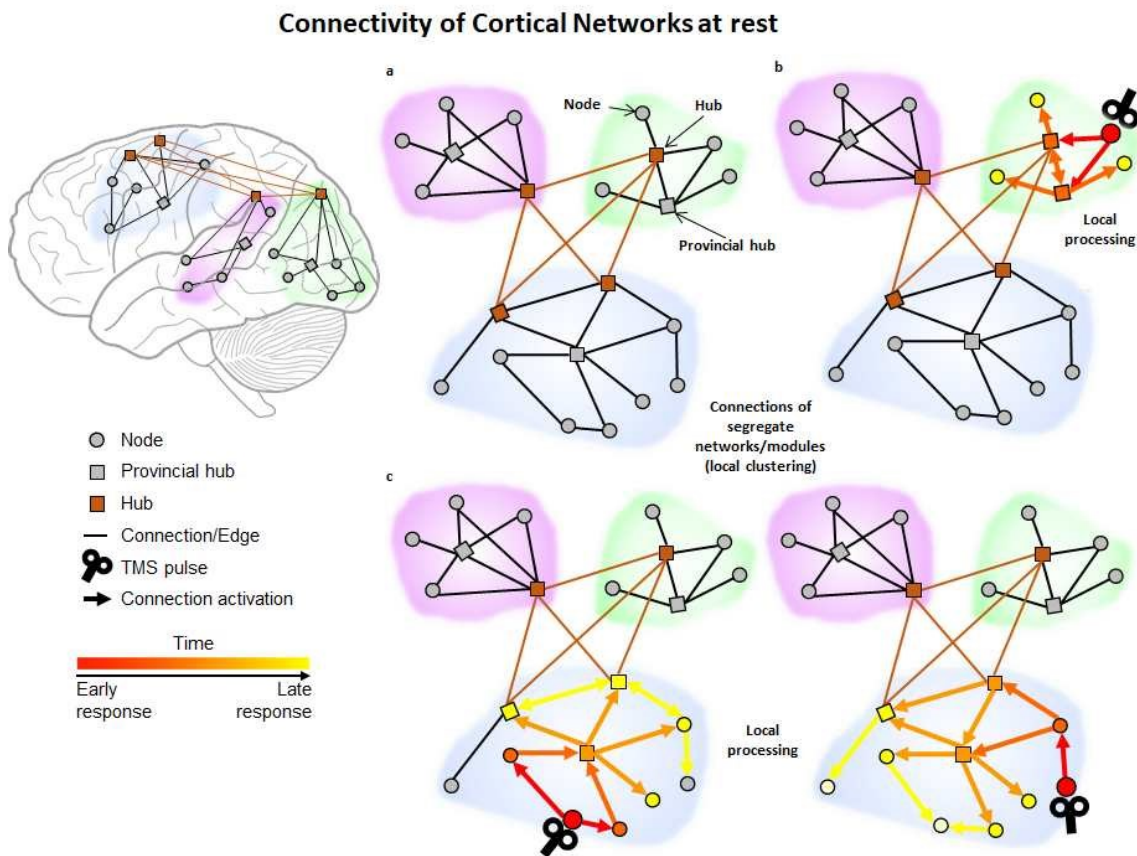 Connectivity of Cortical Networks at rest
a
b
Node
Hub
Provincial hub
Local
processing
Connections of
segregate
networks/modules
(local clustering)
Node
Provincial hub
Hub
Connection/Edge
TMS pulse
Connection activation
Time
Early
response
Late
response
c
Local
processing